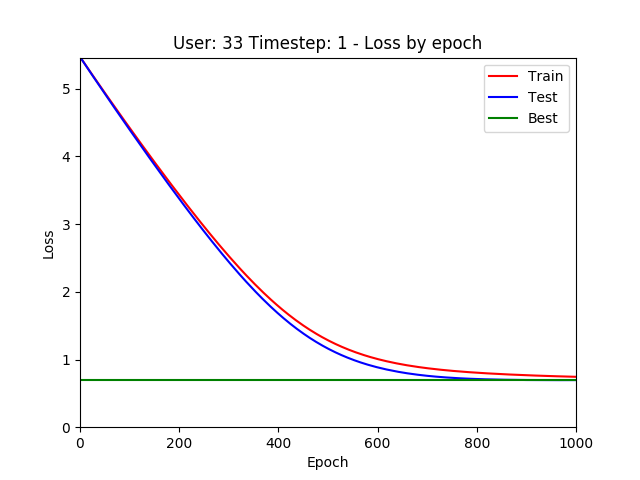 User: 33 Timestep: 1 - Loss by epoch
Train
Test
Best
Loss
5
4
3
2
1
0
0 200 400 600 800 1000
Epoch